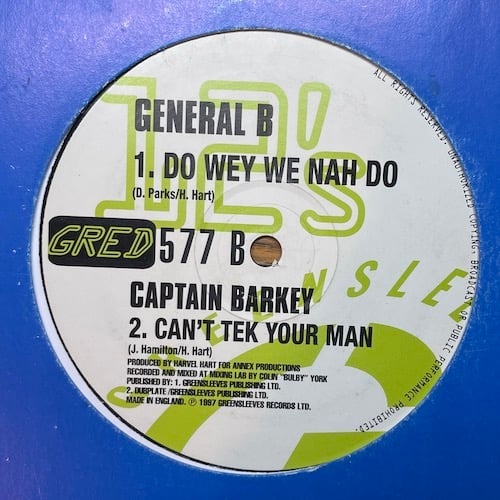 12's
GENERAL B
1. DO WEY WE NAH DO
(D. Parks/H. Hart)
GRED 577 B
CAPTAIN BARKEY
2. CAN'T TEK YOUR MAN
(J. Hamilton/H. Hart)
PRODUCED BY HARVEL HART FOR ANNEX PRODUCTIONS
RECORDED AND MIXED AT MIXING LAB BY COLIN "BULBY" YORK
PUBLISHED BY: 1. GREENSLEEVES PUBLISHING LTD.
2. DUBPLATE /GREENSLEEVES PUBLISHING LTD.
MADE IN ENGLAND. ℗ 1997 GREENSLEEVES RECORDS LTD.
ALL RIGHTS RESERVED. UNAUTHORIZED COPYING, BROADCAST OR PUBLIC PERFORMANCE PROHIBITED.